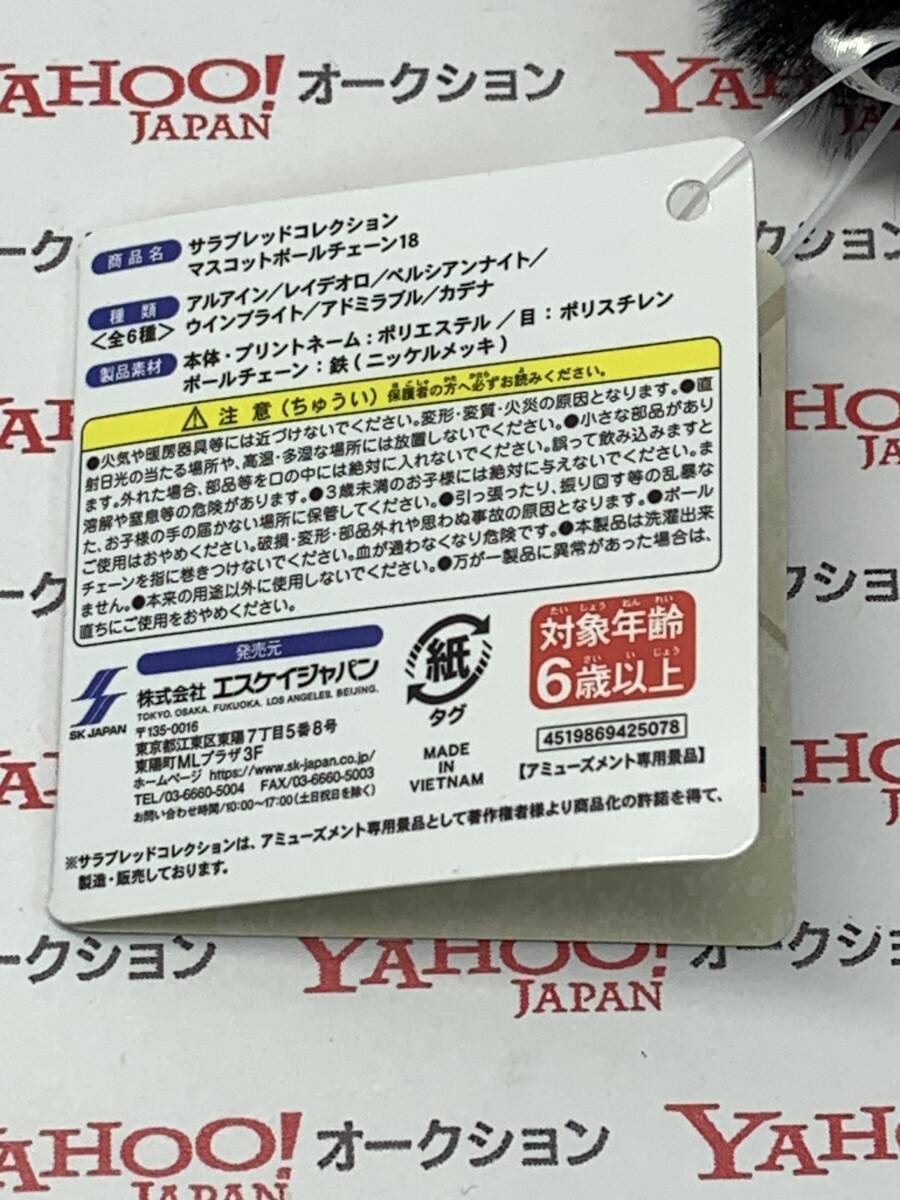 YAHOO! オークション
JAPAN
YA
JA
商品名 サラブレッドコレクション
マスコットボールチェーン18
種類 アルアイン/レイデオロ/ペルシアンナイト/
<全6種> ウインブライト/アドミラブル/カデナ
製品素材 本体・プリントネーム:ポリエステル/目:ポリスチレン
ボールチェーン:鉄(ニッケルメッキ)
注意(ちゅうい) 保護者の方へ必ずお読みください。
●火気や暖房器具等には近づけないでください。変形・変質・火災の原因となります。●直
射日光の当たる場所や、高温・多湿な場所には放置しないでください。●小さな部品があり
ます。外れた場合、部品等を口の中には絶対に入れないでください。誤って飲み込みますと
溶解や窒息等の危険があります。●3歳未満のお子様には絶対に与えないでください。ま
た、お子様の手の届かない場所に保管してください。●引っ張ったり、振り回す等の乱暴な
ご使用はおやめください。破損・変形・部品外れや思わぬ事故の原因となります。●ボール
チェーンを指に巻きつけないでください。血が通わなくなり危険です。●本製品は洗濯出来
ません。●本来の用途以外に使用しないでください。●万が一製品に異常があった場合は、
直ちにご使用をおやめください。
発売元
SK JAPAN
株式会社 エスケイジャパン
TOKYO. OSAKA. FUKUOKA. LOS ANGELES. BEIJING.
〒135-0016
東京都江東区東陽7丁目5番8号
東陽町MLプラザ3F
ホームページ https://www.sk-japan.co.jp/
TEL/03-6660-5004 FAX/03-6660-5003
お問い合わせ時間/10:00~17:00(土日祝日を除く)
紙
タグ
MADE
IN
VIETNAM
たいしょうねんれい
対象年齢
さいいじょう
6歳以上
4519869425078
【アミューズメント専用景品】
※サラブレッドコレクションは、アミューズメント専用景品として著作権者様より商品化の許諾を得て、
製造・販売しております。
YAHOO! オークション
JAPAN
YAHOO! オークション
JAPAN
YAHOO